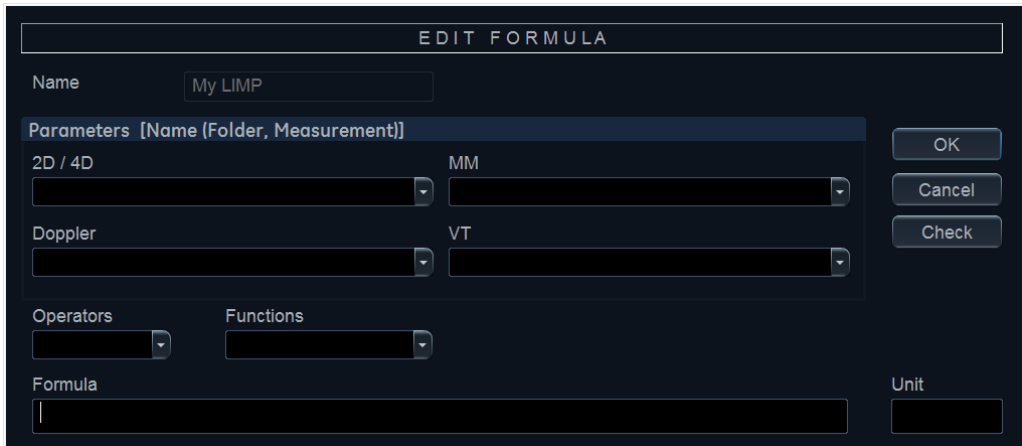 EDIT FORMULA
Name
My LIMP
Parameters [Name (Folder, Measurement)]
2D / 4D
MM
OK
Cancel
Doppler
VT
Check
Operators
Functions
Formula
Unit